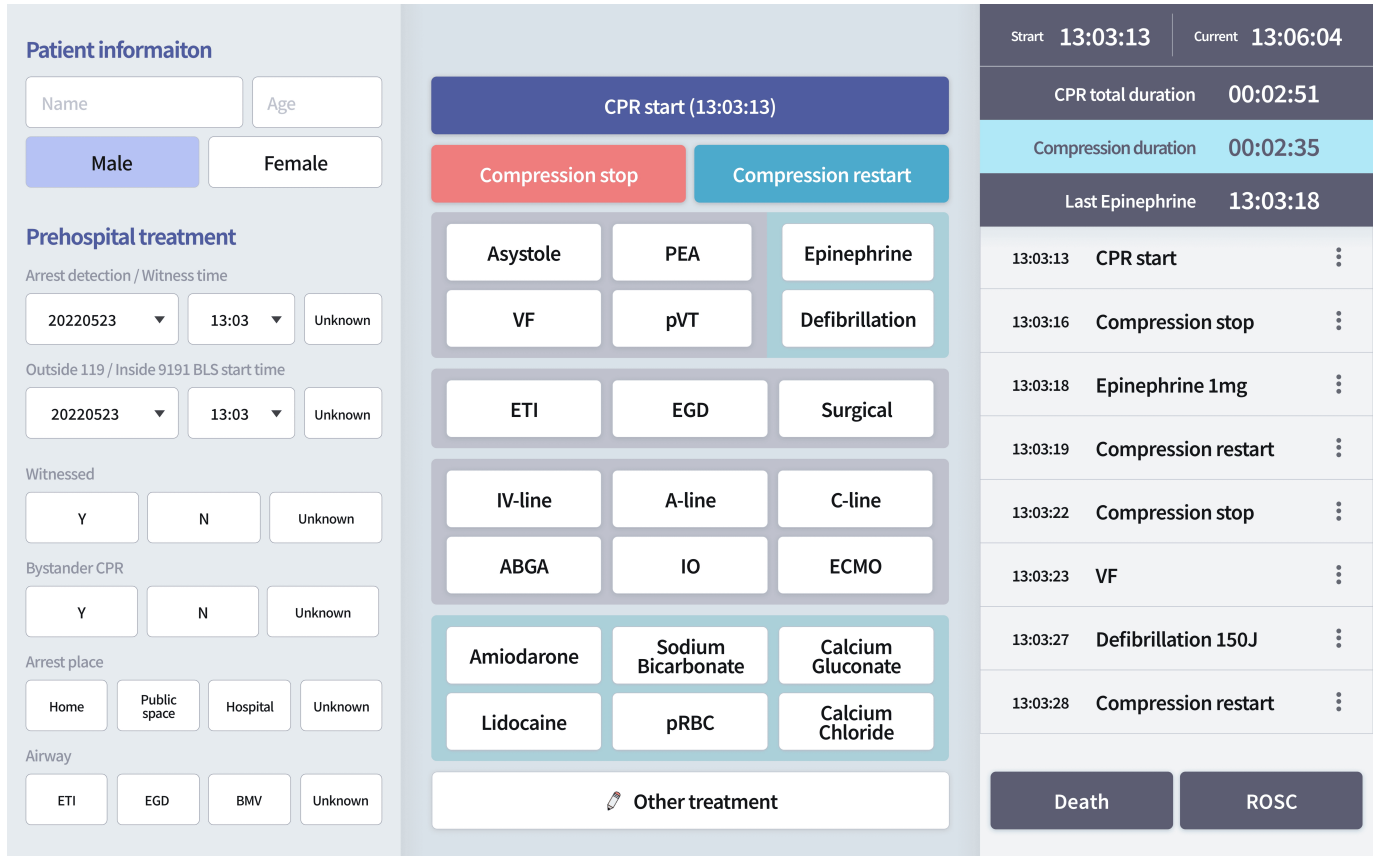 Patient informaiton
Name
Age
Male
Female
Prehospital treatment
Arrest detection / Witness time
20220523
13:03
Unknown
Outside 119 / Inside 9191 BLS start time
20220523
13:03
Unknown
Witnessed
Y
N
Unknown
Bystander CPR
Y
N
Unknown
Arrest place
Home
Public
space
Hospital
Unknown
Airway
ETI
EGD
BMV
Unknown
CPR start (13:03:13)
Compression stop
Compression restart
Asystole
PEA
Epinephrine
VF
pVT
Defibrillation
ETI
EGD
Surgical
IV-line
A-line
C-line
ABGA
IO
ECMO
Amiodarone
Sodium
Bicarbonate
Calcium
Gluconate
Lidocaine
pRBC
Calcium
Chloride
Other treatment
Strart 13:03:13
Current 13:06:04
CPR total duration 00:02:51
Compression duration 00:02:35
Last Epinephrine 13:03:18
13:03:13 CPR start
13:03:16 Compression stop
13:03:18 Epinephrine 1mg
13:03:19 Compression restart
13:03:22 Compression stop
13:03:23 VF
13:03:27 Defibrillation 150J
13:03:28 Compression restart
Death
ROSC